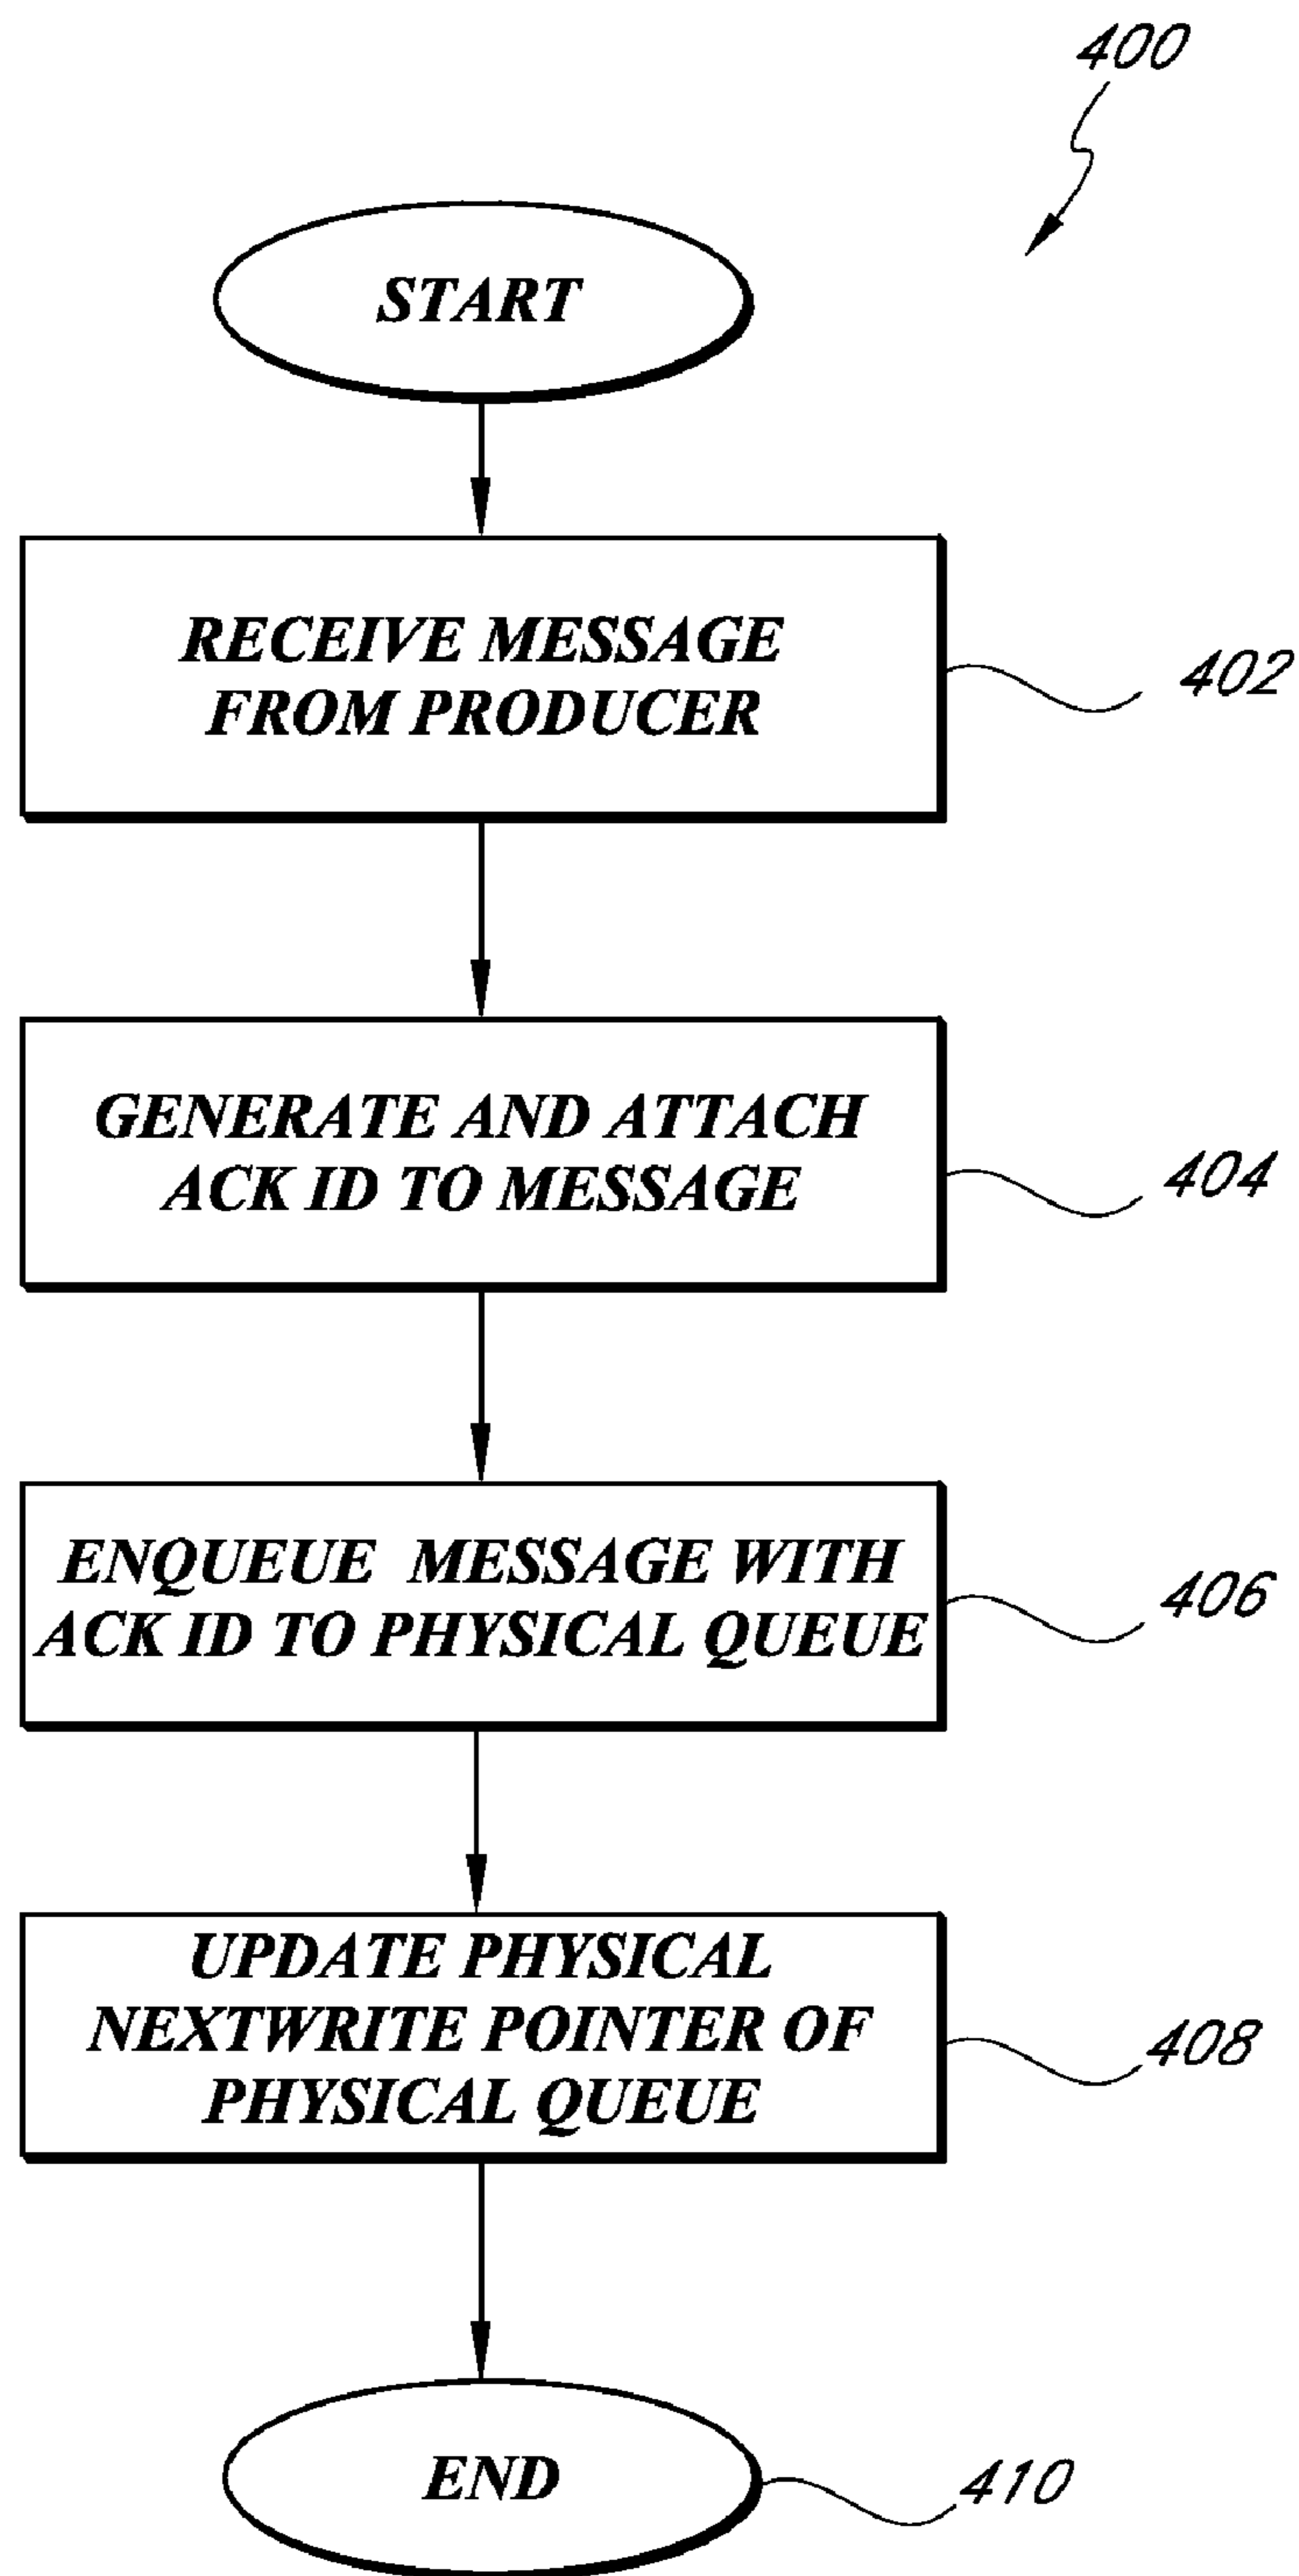 400
START
RECEIVE MESSAGE
FROM PRODUCER
402
GENERATE AND ATTACH
ACK ID TO MESSAGE
404
ENQUEUE MESSAGE WITH
ACK ID TO PHYSICAL QUEUE
406
UPDATE PHYSICAL
NEXTWRITE POINTER OF
PHYSICAL QUEUE
408
END
410